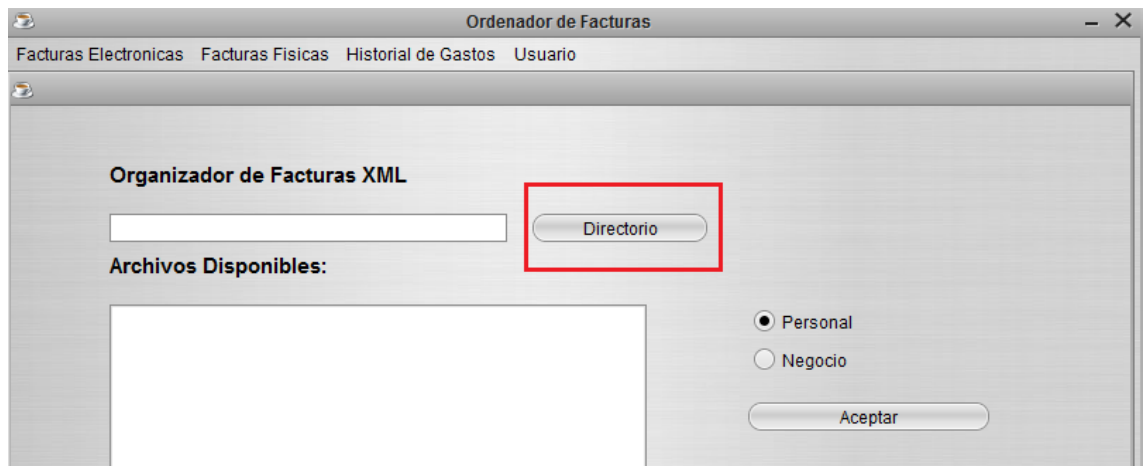 Ordenador de Facturas
Facturas Electronicas Facturas Fisicas Historial de Gastos Usuario
Organizador de Facturas XML
Directorio
Archivos Disponibles:
Personal
Negocio
Aceptar